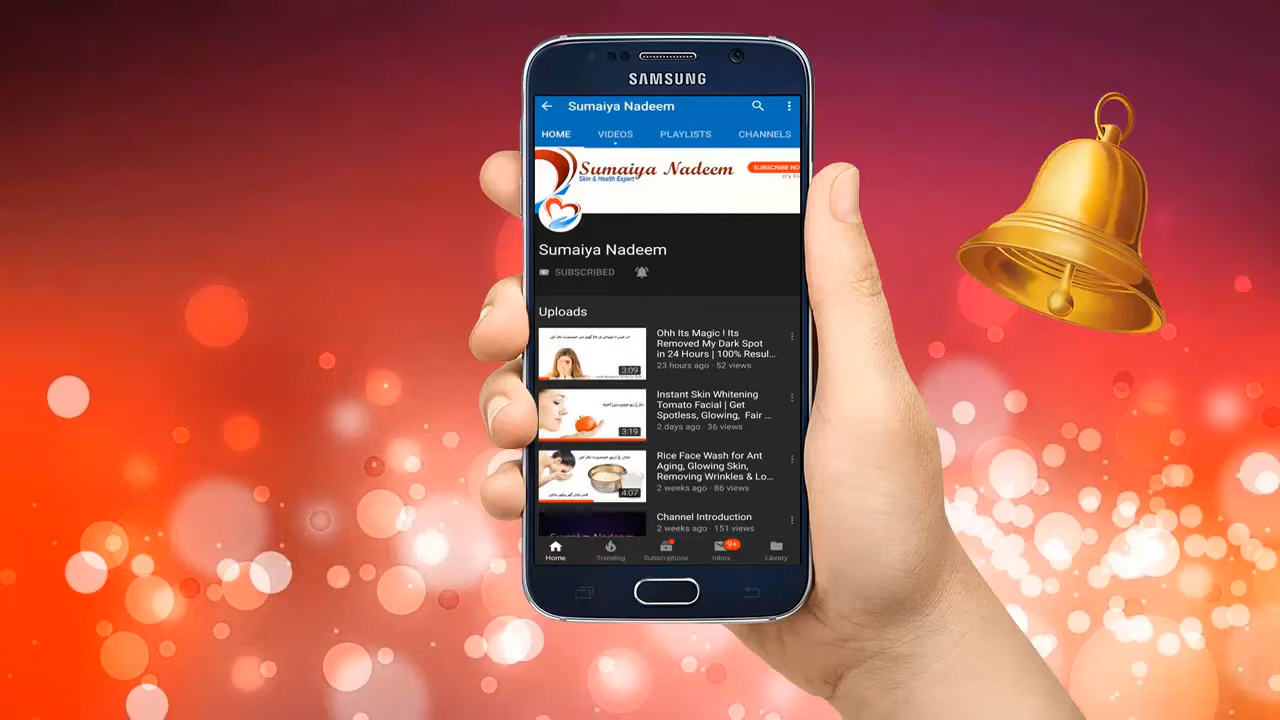 SAMSUNG
Sumaiya Nadeem
HOME VIDEOS PLAYLISTS CHANNELS
Sumaiya Nadeem
SUBSCRIBE NO
Skin & Health Expert
Sumaiya Nadeem
SUBSCRIBED
Uploads
Ohh Its Magic ! Its
Removed My Dark Spot
in 24 Hours | 100% Resul...
23 hours ago · 52 views
3:09
Instant Skin Whitening
Tomato Facial | Get
Spotless, Glowing, Fair ...
2 days ago · 36 views
3:19
Rice Face Wash for Ant
Aging, Glowing Skin,
Removing Wrinkles & Lo...
2 weeks ago · 86 views
4:07
Channel Introduction
2 weeks ago · 151 views
9+
Home Trending Subscriptions Inbox Library